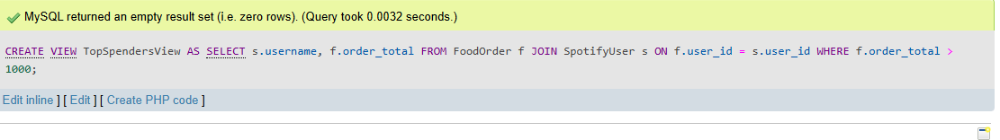 MySQL returned an empty result set (i.e. zero rows). (Query took 0.0032 seconds.)
CREATE VIEW TopSpendersView AS SELECT s.username, f.order_total FROM FoodOrder f JOIN SpotifyUser s ON f.user_id = s.user_id WHERE f.order_total >
1000;
Edit inline ] [ Edit ] [ Create PHP code ]